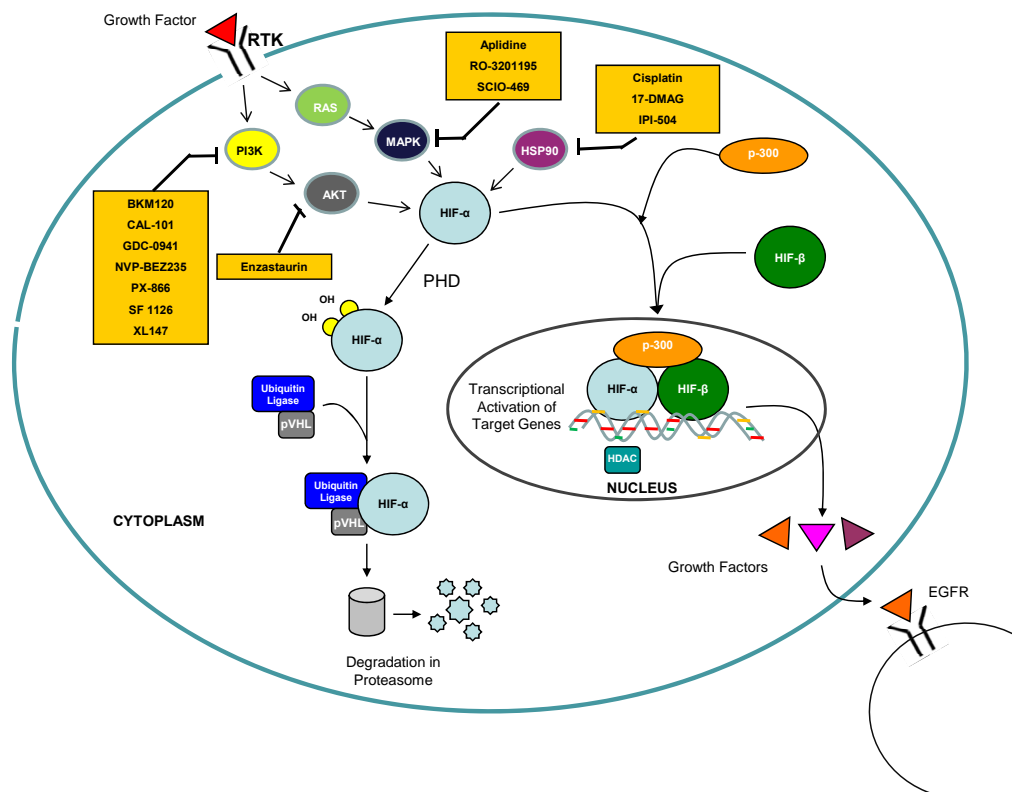 Growth Factor
RTK
Aplidine
RO-3201195
SCIO-469
Cisplatin
17-DMAG
IPI-504
RAS
MAPK
HSP90
p-300
PI3K
AKT
BKM120
CAL-101
GDC-0941
NVP-BEZ235
PX-866
SF 1126
XL147
Enzastaurin
HIF-α
HIF-β
PHD
OH
OH
HIF-α
p-300
HIF-α
HIF-β
Transcriptional
Activation of
Target Genes
Ubiquitin
Ligase
pVHL
HDAC
NUCLEUS
Ubiquitin
Ligase
pVHL
HIF-α
CYTOPLASM
Growth Factors
EGFR
Degradation in
Proteasome